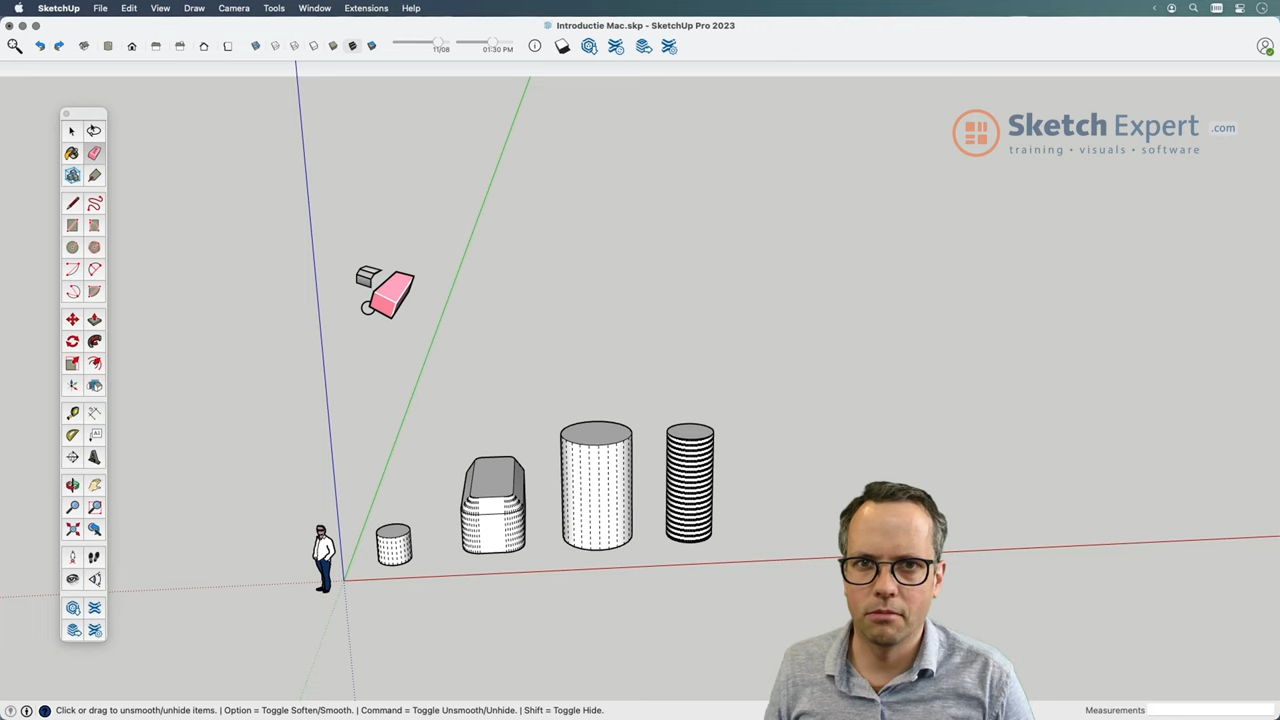 SketchUp File Edit View Draw Camera Tools Window Extensions Help
Introductie Mac.skp - SketchUp Pro 2023
11/08 01:30 PM
Sketch Expert .com
training • visuals • software
AI
Click or drag to unsmooth/unhide items. | Option = Toggle Soften/Smooth. | Command = Toggle Unsmooth/Unhide. | Shift = Toggle Hide.
Measurements